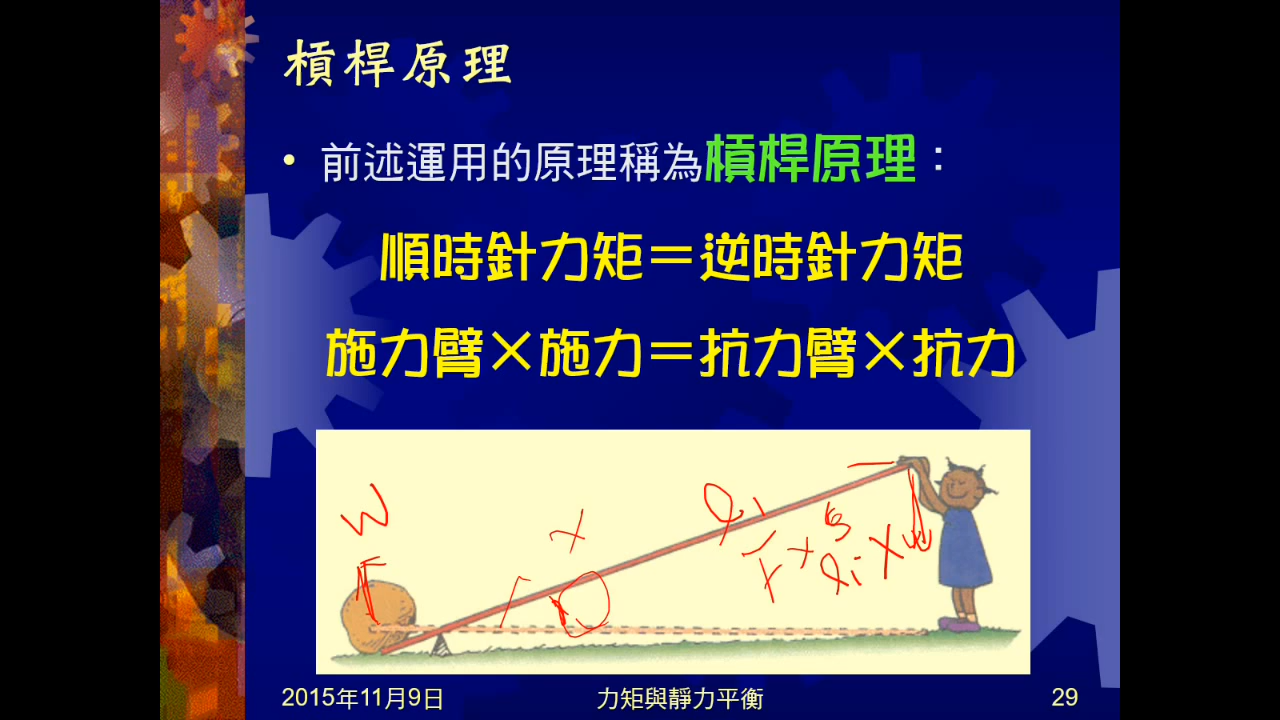 槓桿原理
• 前述運用的原理稱為槓桿原理：
順時針力矩＝逆時針力矩
施力臂×施力＝抗力臂×抗力
W
2015年11月9日
力矩與靜力平衡
29